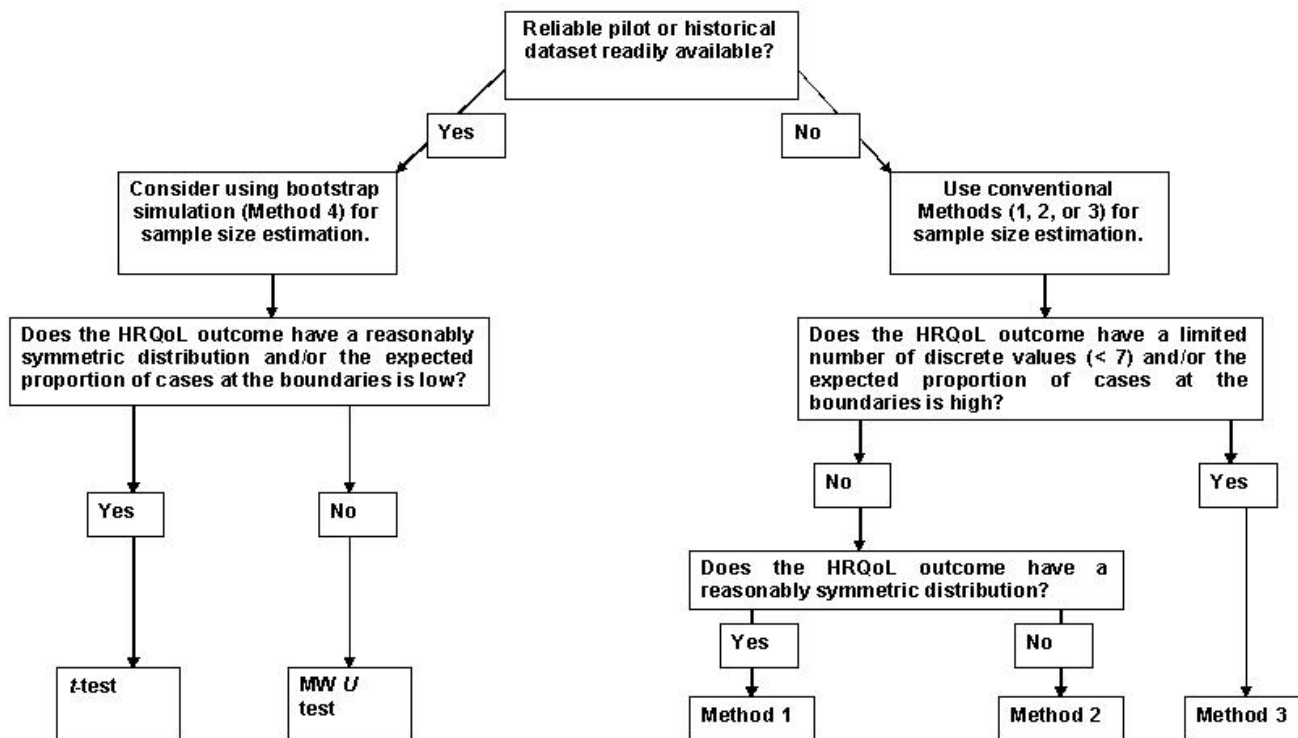 Reliable pilot or historical
dataset readily available?
Yes
No
Consider using bootstrap
simulation (Method 4) for
sample size estimation.
Use conventional
Methods (1, 2, or 3) for
sample size estimation.
Does the HRQoL outcome have a reasonably
symmetric distribution and/or the expected
proportion of cases at the boundaries is low?
Does the HRQoL outcome have a limited
number of discrete values (< 7) and/or the
expected proportion of cases at the
boundaries is high?
Yes
No
No
Yes
Does the HRQoL outcome have a
reasonably symmetric distribution?
Yes
No
t-test
MW U
test
Method 1
Method 2
Method 3